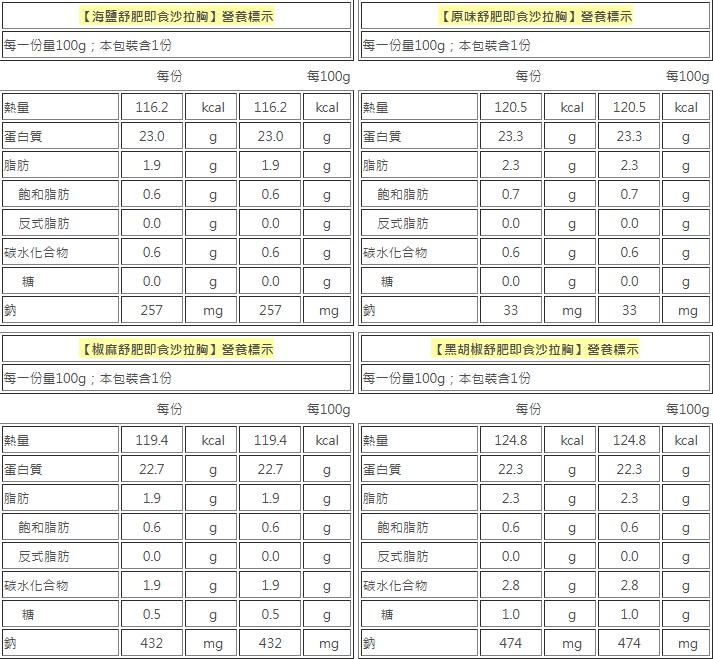 【海鹽舒肥即食沙拉胸】營養標示
每一份量100g；本包裝含1份
每份 每100g
熱量 116.2 kcal 116.2 kcal
蛋白質 23.0 g 23.0 g
脂肪 1.9 g 1.9 g
飽和脂肪 0.6 g 0.6 g
反式脂肪 0.0 g 0.0 g
碳水化合物 0.6 g 0.6 g
糖 0.0 g 0.0 g
鈉 257 mg 257 mg
【原味舒肥即食沙拉胸】營養標示
每一份量100g；本包裝含1份
每份 每100g
熱量 120.5 kcal 120.5 kcal
蛋白質 23.3 g 23.3 g
脂肪 2.3 g 2.3 g
飽和脂肪 0.7 g 0.7 g
反式脂肪 0.0 g 0.0 g
碳水化合物 0.6 g 0.6 g
糖 0.0 g 0.0 g
鈉 33 mg 33 mg
【椒麻舒肥即食沙拉胸】營養標示
每一份量100g；本包裝含1份
每份 每100g
熱量 119.4 kcal 119.4 kcal
蛋白質 22.7 g 22.7 g
脂肪 1.9 g 1.9 g
飽和脂肪 0.6 g 0.6 g
反式脂肪 0.0 g 0.0 g
碳水化合物 1.9 g 1.9 g
糖 0.5 g 0.5 g
鈉 432 mg 432 mg
【黑胡椒舒肥即食沙拉胸】營養標示
每一份量100g；本包裝含1份
每份 每100g
熱量 124.8 kcal 124.8 kcal
蛋白質 22.3 g 22.3 g
脂肪 2.3 g 2.3 g
飽和脂肪 0.6 g 0.6 g
反式脂肪 0.0 g 0.0 g
碳水化合物 2.8 g 2.8 g
糖 1.0 g 1.0 g
鈉 474 mg 474 mg